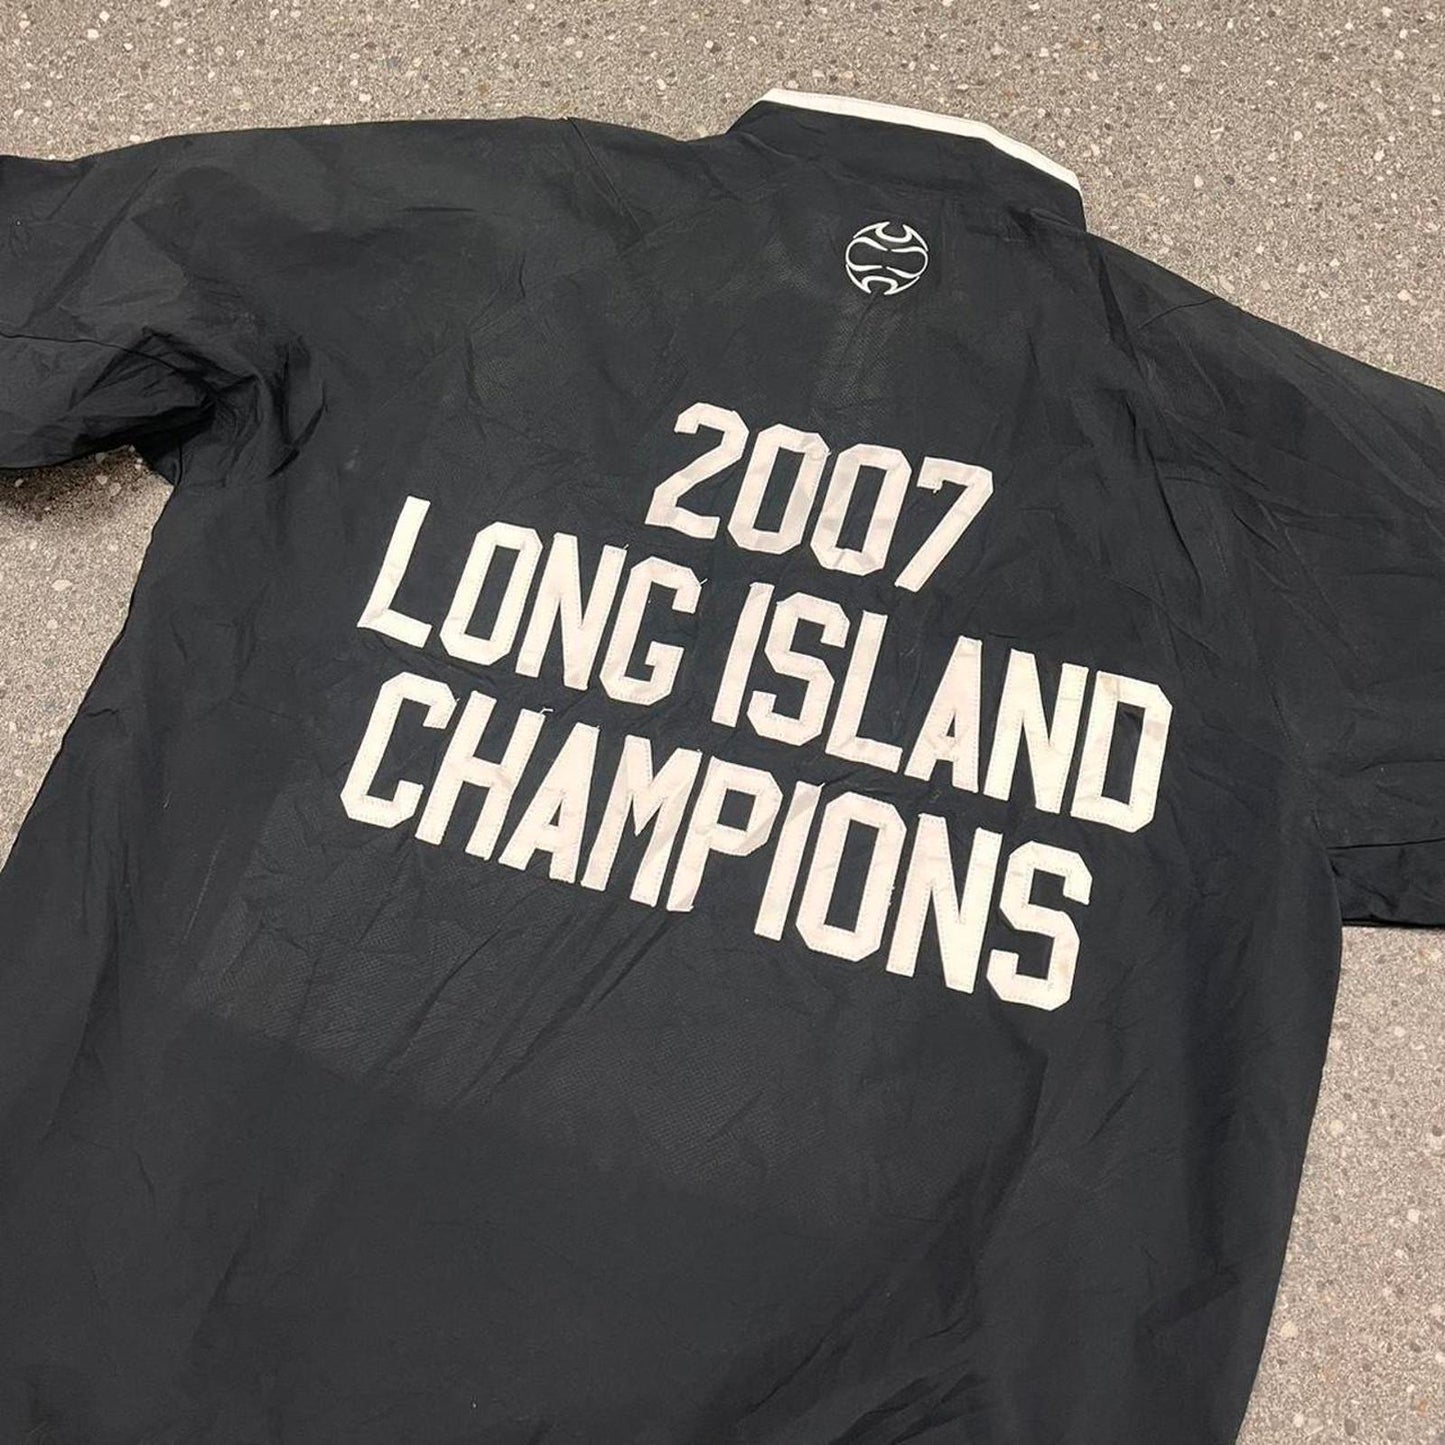 2007
LONG ISLAND
CHAMPIONS